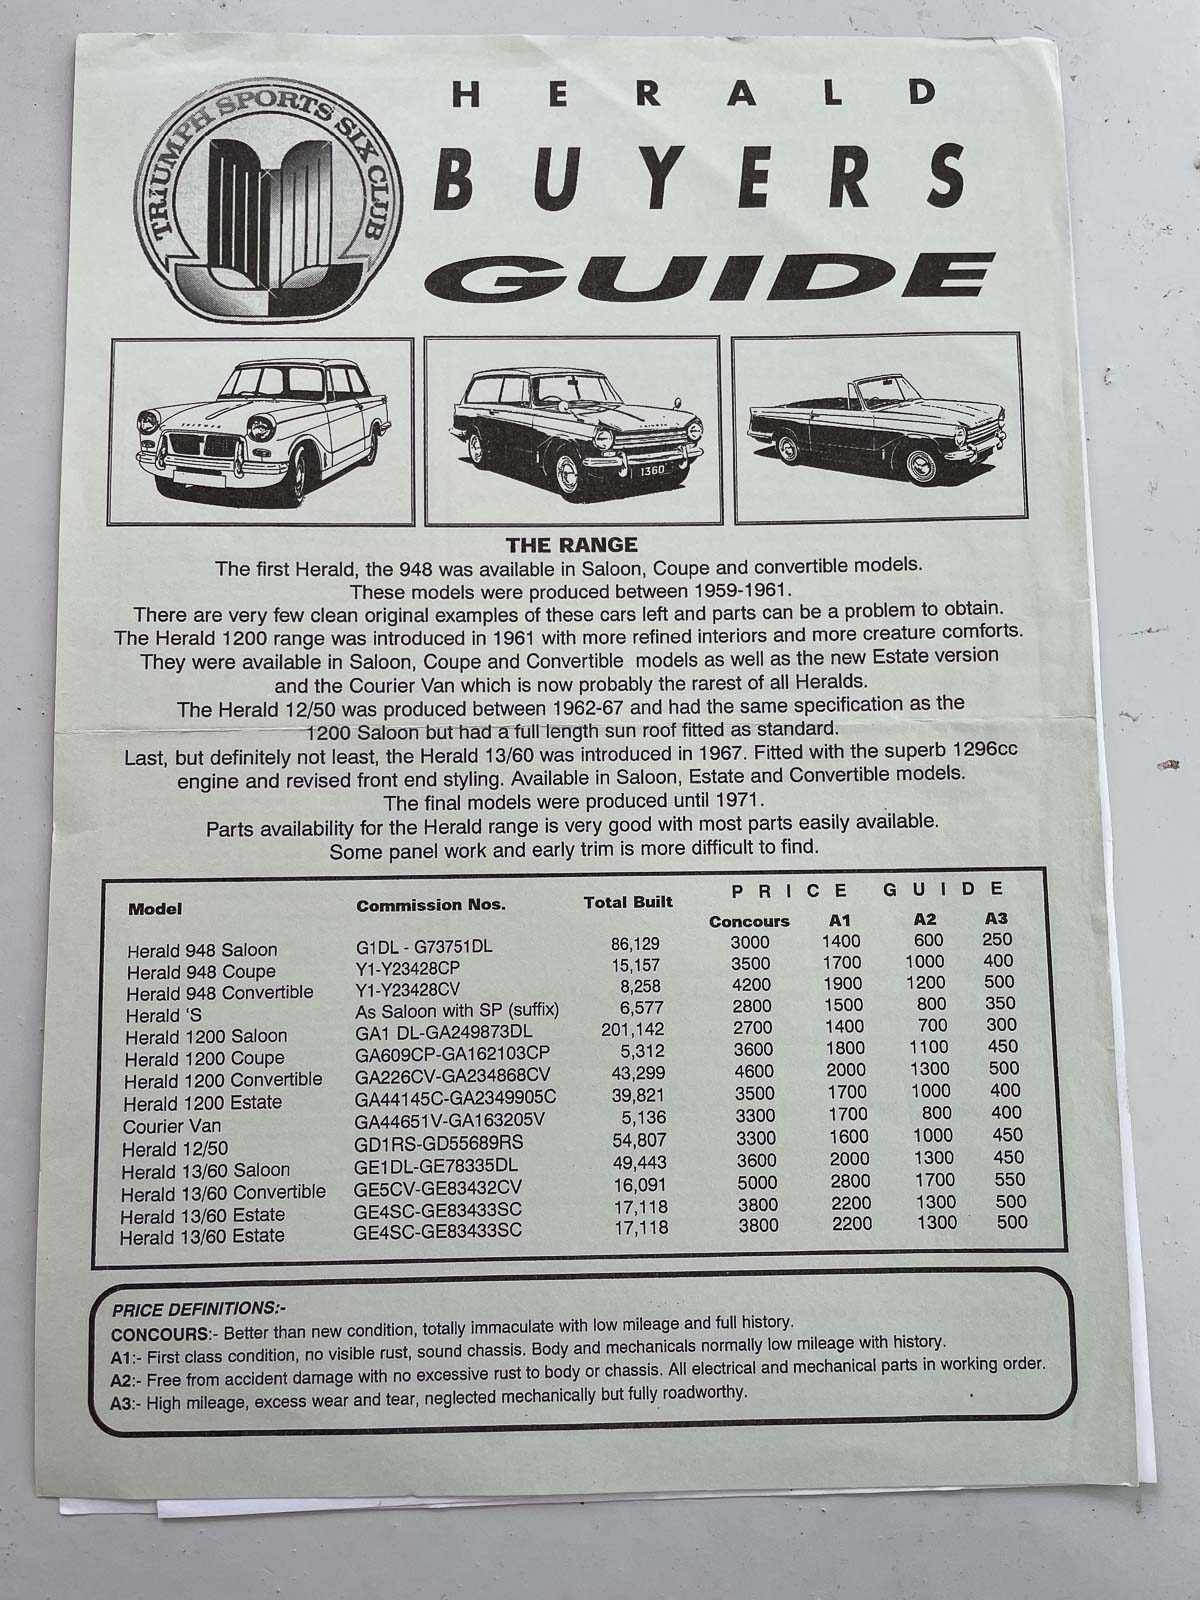 TRIUMPH SPORTS SIX CLUB
HERALD
BUYERS
GUIDE
1360
THE RANGE
The first Herald, the 948 was available in Saloon, Coupe and convertible models.
These models were produced between 1959-1961.
There are very few clean original examples of these cars left and parts can be a problem to obtain.
The Herald 1200 range was introduced in 1961 with more refined interiors and more creature comforts.
They were available in Saloon, Coupe and Convertible models as well as the new Estate version
and the Courier Van which is now probably the rarest of all Heralds.
The Herald 12/50 was produced between 1962-67 and had the same specification as the
1200 Saloon but had a full length sun roof fitted as standard.
Last, but definitely not least, the Herald 13/60 was introduced in 1967. Fitted with the superb 1296cc
engine and revised front end styling. Available in Saloon, Estate and Convertible models.
The final models were produced until 1971.
Parts availability for the Herald range is very good with most parts easily available.
Some panel work and early trim is more difficult to find.
PRICE GUIDE
Model Commission Nos. Total Built Concours A1 A2 A3
Herald 948 Saloon G1DL - G73751DL 86,129 3000 1400 600 250
Herald 948 Coupe Y1-Y23428CP 15,157 3500 1700 1000 400
Herald 948 Convertible Y1-Y23428CV 8,258 4200 1900 1200 500
Herald ‘S As Saloon with SP (suffix) 6,577 2800 1500 800 350
Herald 1200 Saloon GA1 DL-GA249873DL 201,142 2700 1400 700 300
Herald 1200 Coupe GA609CP-GA162103CP 5,312 3600 1800 1100 450
Herald 1200 Convertible GA226CV-GA234868CV 43,299 4600 2000 1300 500
Herald 1200 Estate GA44145C-GA2349905C 39,821 3500 1700 1000 400
Courier Van GA44651V-GA163205V 5,136 3300 1700 800 400
Herald 12/50 GD1RS-GD55689RS 54,807 3300 1600 1000 450
Herald 13/60 Saloon GE1DL-GE78335DL 49,443 3600 2000 1300 450
Herald 13/60 Convertible GE5CV-GE83432CV 16,091 5000 2800 1700 550
Herald 13/60 Estate GE4SC-GE83433SC 17,118 3800 2200 1300 500
Herald 13/60 Estate GE4SC-GE83433SC 17,118 3800 2200 1300 500
PRICE DEFINITIONS:-
CONCOURS:- Better than new condition, totally immaculate with low mileage and full history.
A1:- First class condition, no visible rust, sound chassis. Body and mechanicals normally low mileage with history.
A2:- Free from accident damage with no excessive rust to body or chassis. All electrical and mechanical parts in working order.
A3:- High mileage, excess wear and tear, neglected mechanically but fully roadworthy.